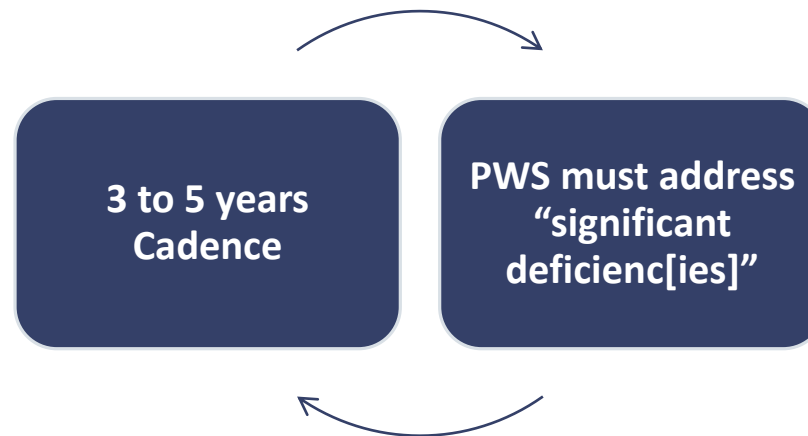 3 to 5 years
Cadence
PWS must address
“significant
deficienc[ies]”